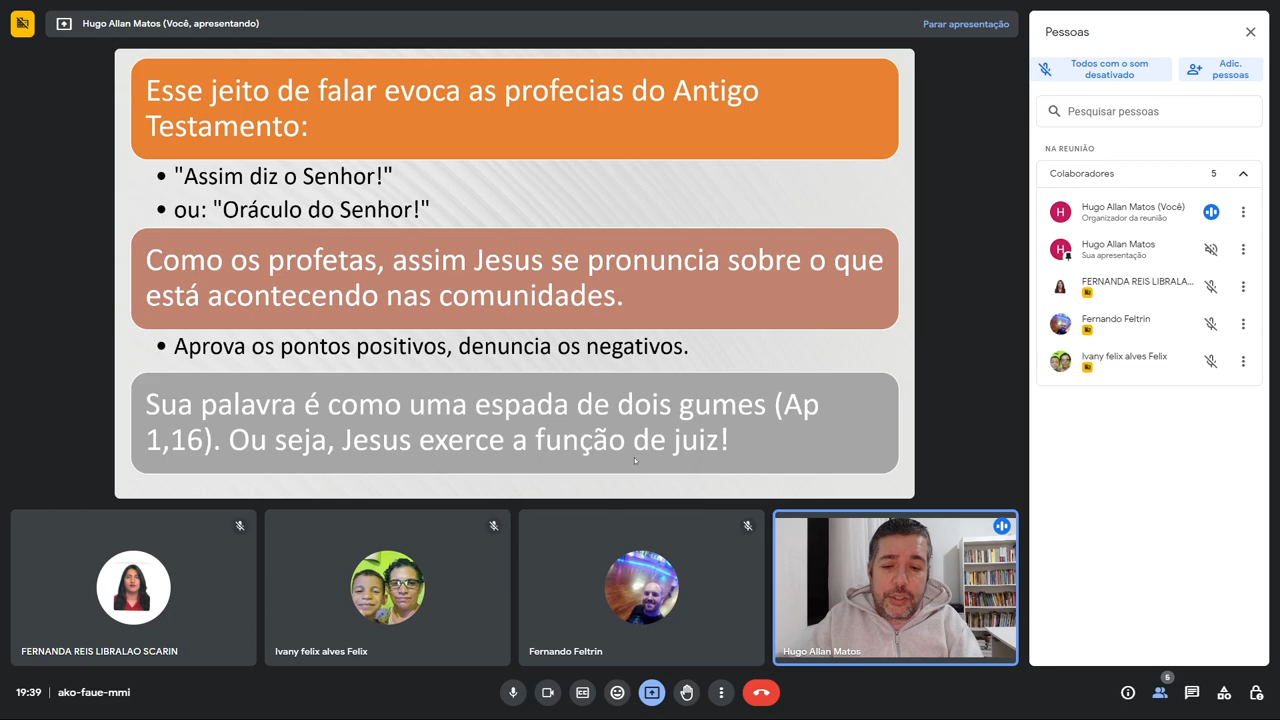 Hugo Allan Matos (Você, apresentando)
Parar apresentação
Esse jeito de falar evoca as profecias do Antigo
Testamento:
• "Assim diz o Senhor!"
• ou: "Oráculo do Senhor!"
Como os profetas, assim Jesus se pronuncia sobre o que
está acontecendo nas comunidades.
• Aprova os pontos positivos, denuncia os negativos.
Sua palavra é como uma espada de dois gumes (Ap
1,16). Ou seja, Jesus exerce a função de juiz!
FERNANDA REIS LIBRALAO SCARIN
Ivany felix alves Felix
Fernando Feltrin
Hugo Allan Matos
19:39 | ako-faue-mmi
Pessoas
Todos com o som
desativado
Adic.
pessoas
Pesquisar pessoas
NA REUNIÃO
Colaboradores 5
Hugo Allan Matos (Você)
Organizador da reunião
Hugo Allan Matos
Sua apresentação
FERNANDA REIS LIBRALA...
Fernando Feltrin
Ivany felix alves Felix
5